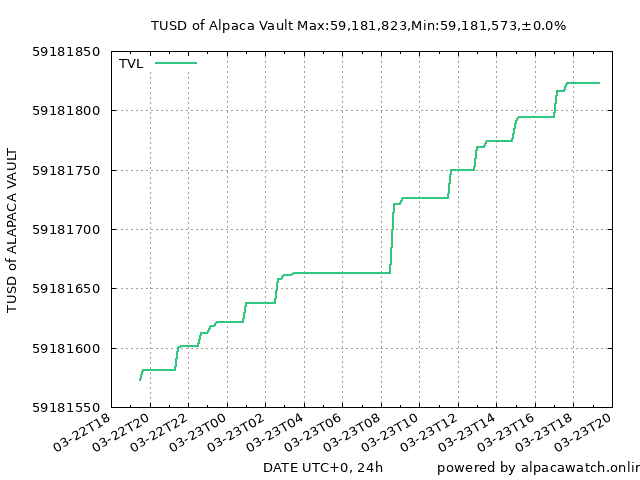 TUSD of Alpaca Vault Max:59,181,823,Min:59,181,573,±0.0%
TVL
59181850
59181800
59181750
59181700
59181650
59181600
59181550
TUSD of ALAPACA VAULT
03-22T18
03-22T20
03-22T22
03-23T00
03-23T02
03-23T04
03-23T06
03-23T08
03-23T10
03-23T12
03-23T14
03-23T16
03-23T18
03-23T20
DATE UTC+0, 24h
powered by alpacawatch.onlin